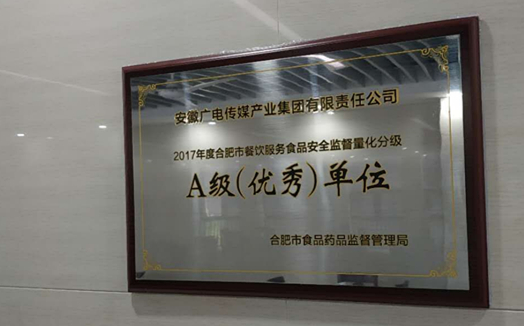 安徽广电传媒产业集团有限责任公司
2017年度合肥市餐饮服务食品安全监督量化分级
A级(优秀)单位
合肥市食品药品监督管理局